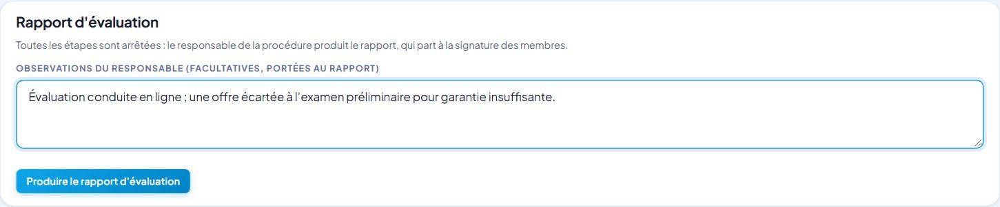 Rapport d'évaluation
Toutes les étapes sont arrêtées : le responsable de la procédure produit le rapport, qui part à la signature des membres.
OBSERVATIONS DU RESPONSABLE (FACULTATIVES, PORTÉES AU RAPPORT)
Évaluation conduite en ligne ; une offre écartée à l’examen préliminaire pour garantie insuffisante.
Produire le rapport d'évaluation